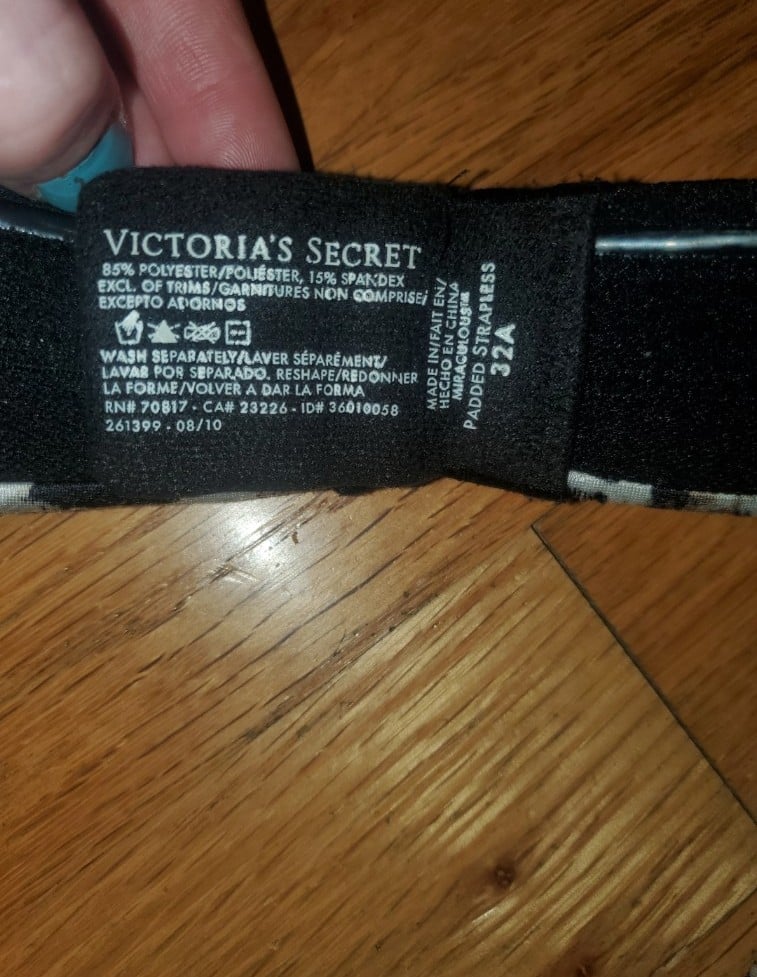 VICTORIA'S SECRET
85% POLYESTER/POLIÉSTER, 15% SPANDEX
EXCL. OF TRIMS/GARNITURES NON COMPRISE/
EXCEPTO ADORNOS
WASH SEPARATELY/LAVER SÉPARÉMENT/
LAVAR POR SEPARADO. RESHAPE/REDONNER
LA FORME/VOLVER A DAR LA FORMA
RN# 70817 - CA# 23226 - ID# 36010058
261399 - 08/10
MADE IN/FAIT EN/
HECHO EN CHINA
MIRACULOUS™
PADDED STRAPLESS
32A